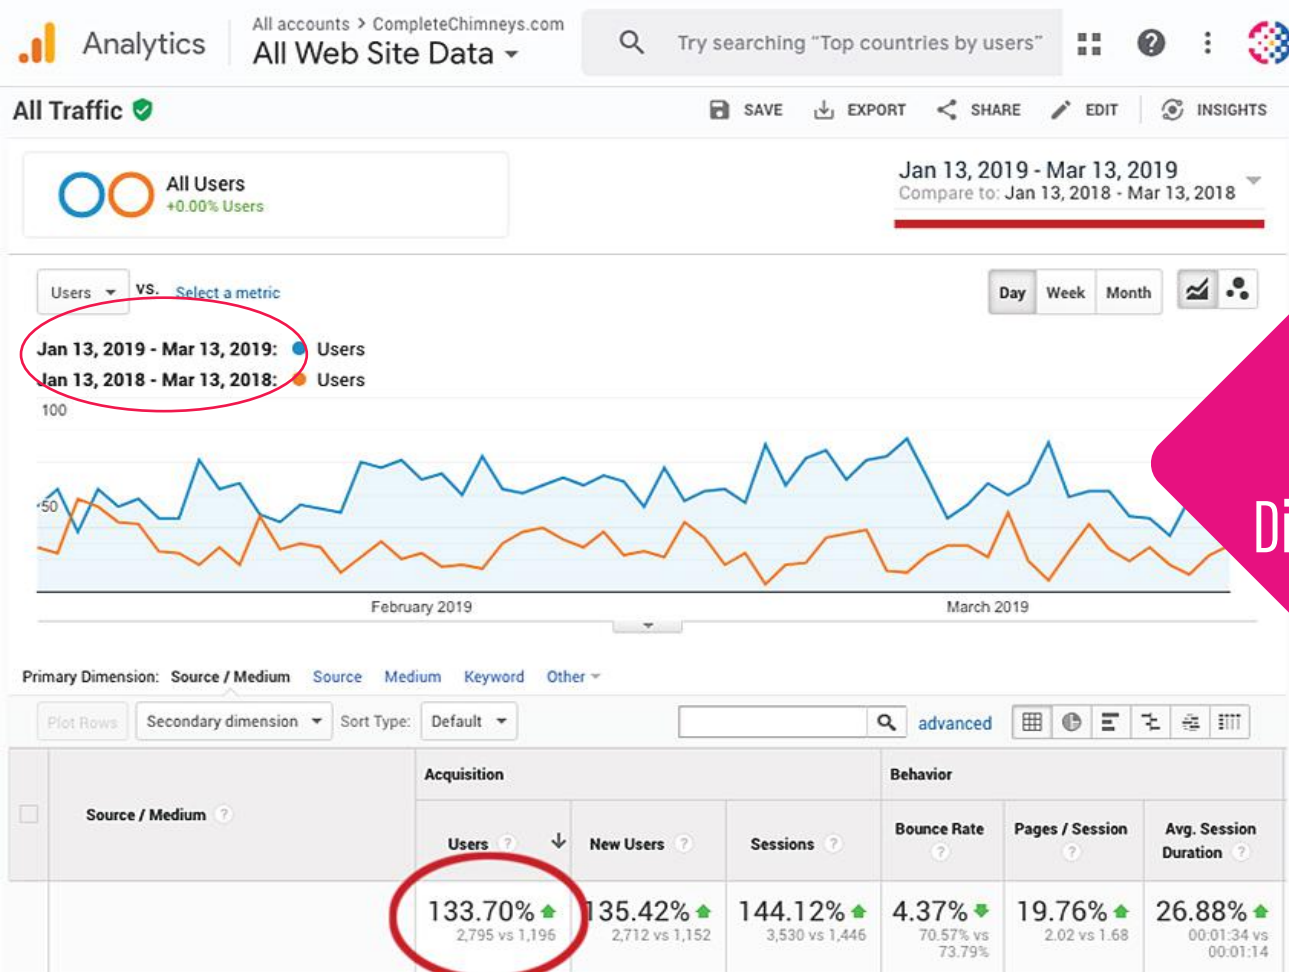 Analytics
All accounts > CompleteChimneys.com
All Web Site Data
Try searching "Top countries by users"
All Traffic
SAVE
EXPORT
SHARE
EDIT
INSIGHTS
All Users
+0.00% Users
Jan 13, 2019 - Mar 13, 2019
Compare to: Jan 13, 2018 - Mar 13, 2018
Users
VS.
Select a metric
Day
Week
Month
Jan 13, 2019 - Mar 13, 2019: Users
Jan 13, 2018 - Mar 13, 2018: Users
100
50
February 2019
March 2019
Di
Primary Dimension: Source / Medium Source Medium Keyword Other
Plot Rows
Secondary dimension
Sort Type:
Default
advanced
Source / Medium ?
Acquisition
Behavior
Users ?
New Users ?
Sessions ?
Bounce Rate
?
Pages / Session
?
Avg. Session
Duration ?
133.70%
2,795 vs 1,196
135.42%
2,712 vs 1,152
144.12%
3,530 vs 1,446
4.37%
70.57% vs
73.79%
19.76%
2.02 vs 1.68
26.88%
00:01:34 vs
00:01:14